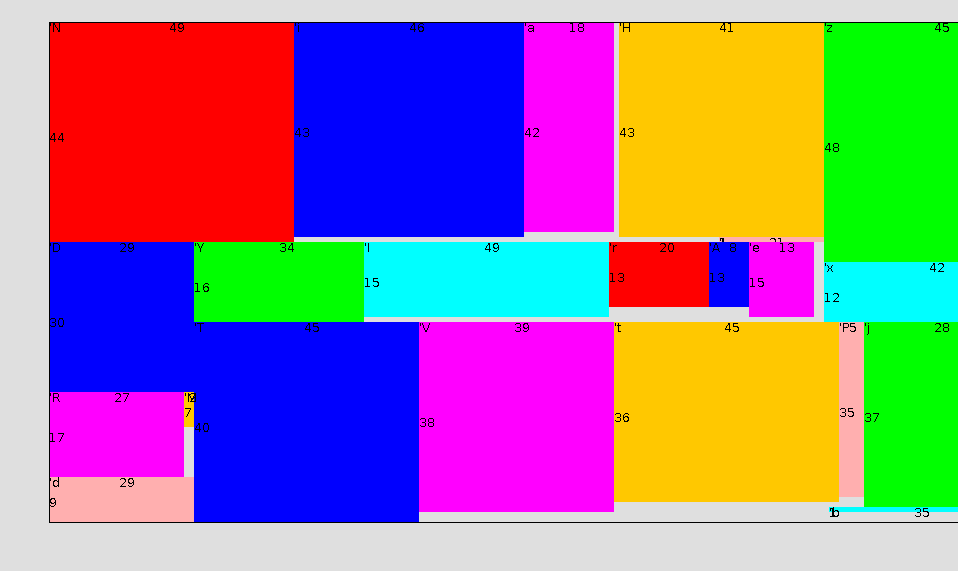 'N 49 46 'a 18 'H 41 'z 45
44 43 42 43 48
'Y 34 'l 49 'r 20 'e 13 'x 42
16 15 13 15 12
30
45 'V 39 't 45 'P5 'j 28
'R 27
7
17 40 38 36 35 37
'd 29
9
35